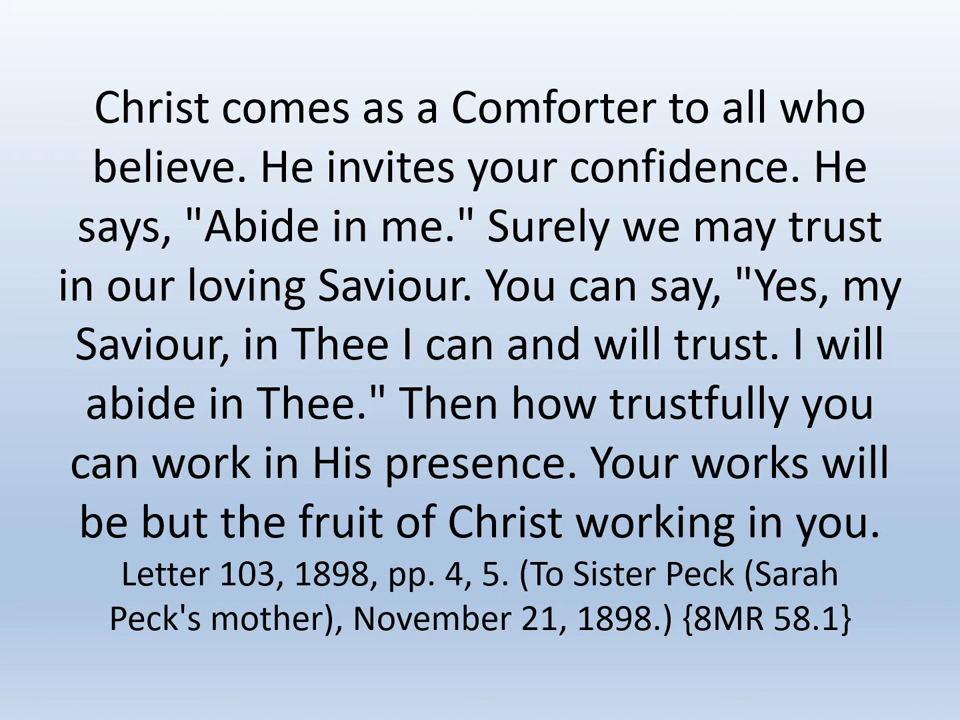 Christ comes as a Comforter to all who
believe. He invites your confidence. He
says, "Abide in me." Surely we may trust
in our loving Saviour. You can say, "Yes, my
Saviour, in Thee I can and will trust. I will
abide in Thee." Then how trustfully you
can work in His presence. Your works will
be but the fruit of Christ working in you.
Letter 103, 1898, pp. 4, 5. (To Sister Peck (Sarah
Peck's mother), November 21, 1898.) {8MR 58.1}